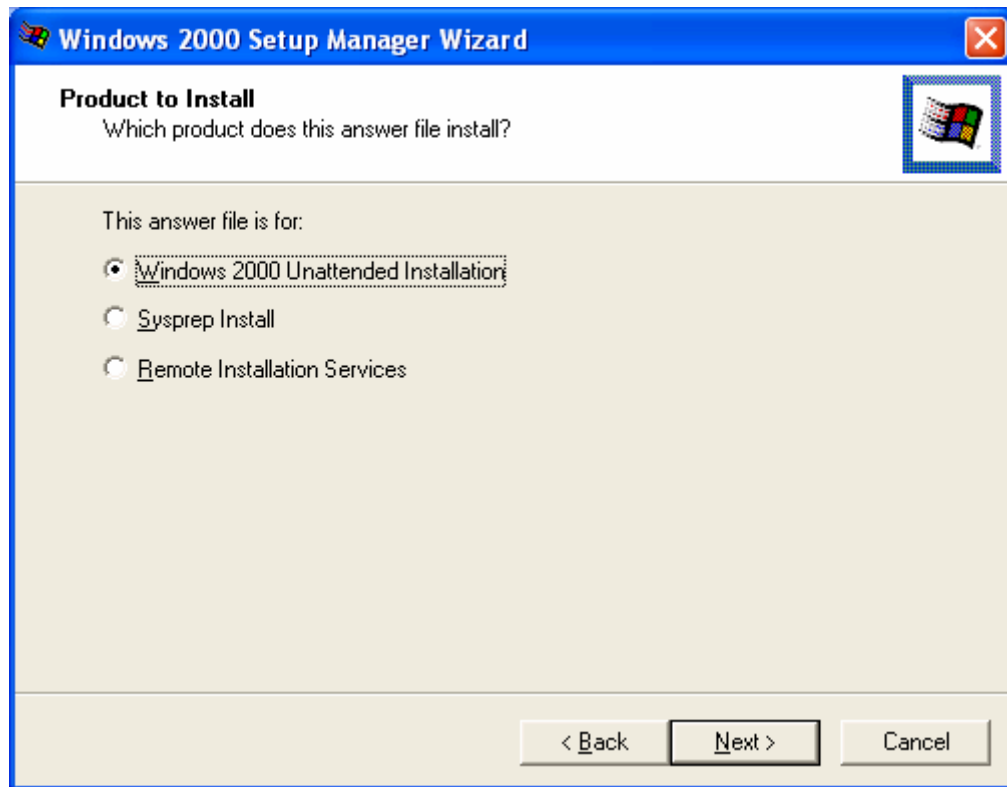 Windows 2000 Setup Manager Wizard
Product to Install
Which product does this answer file install?
This answer file is for:
Windows 2000 Unattended Installation
Sysprep Install
Remote Installation Services
< Back
Next >
Cancel